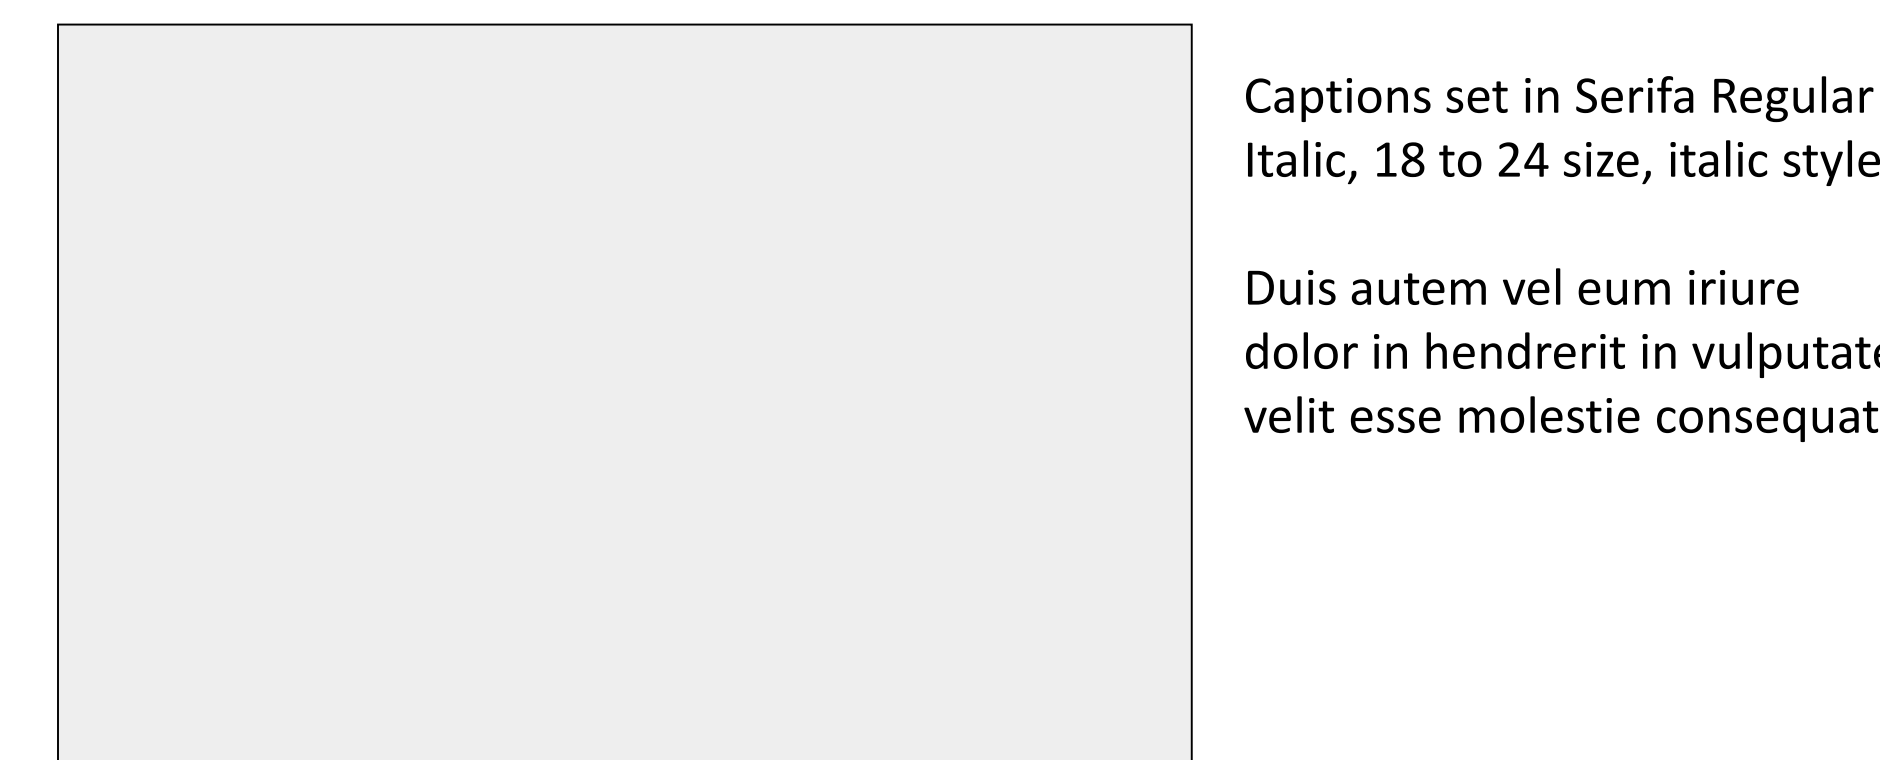 Captions set in Serifa Regular
Italic, 18 to 24 size, italic style
Duis autem vel eum iriure
dolor in hendrerit in vulputate
velit esse molestie consequat